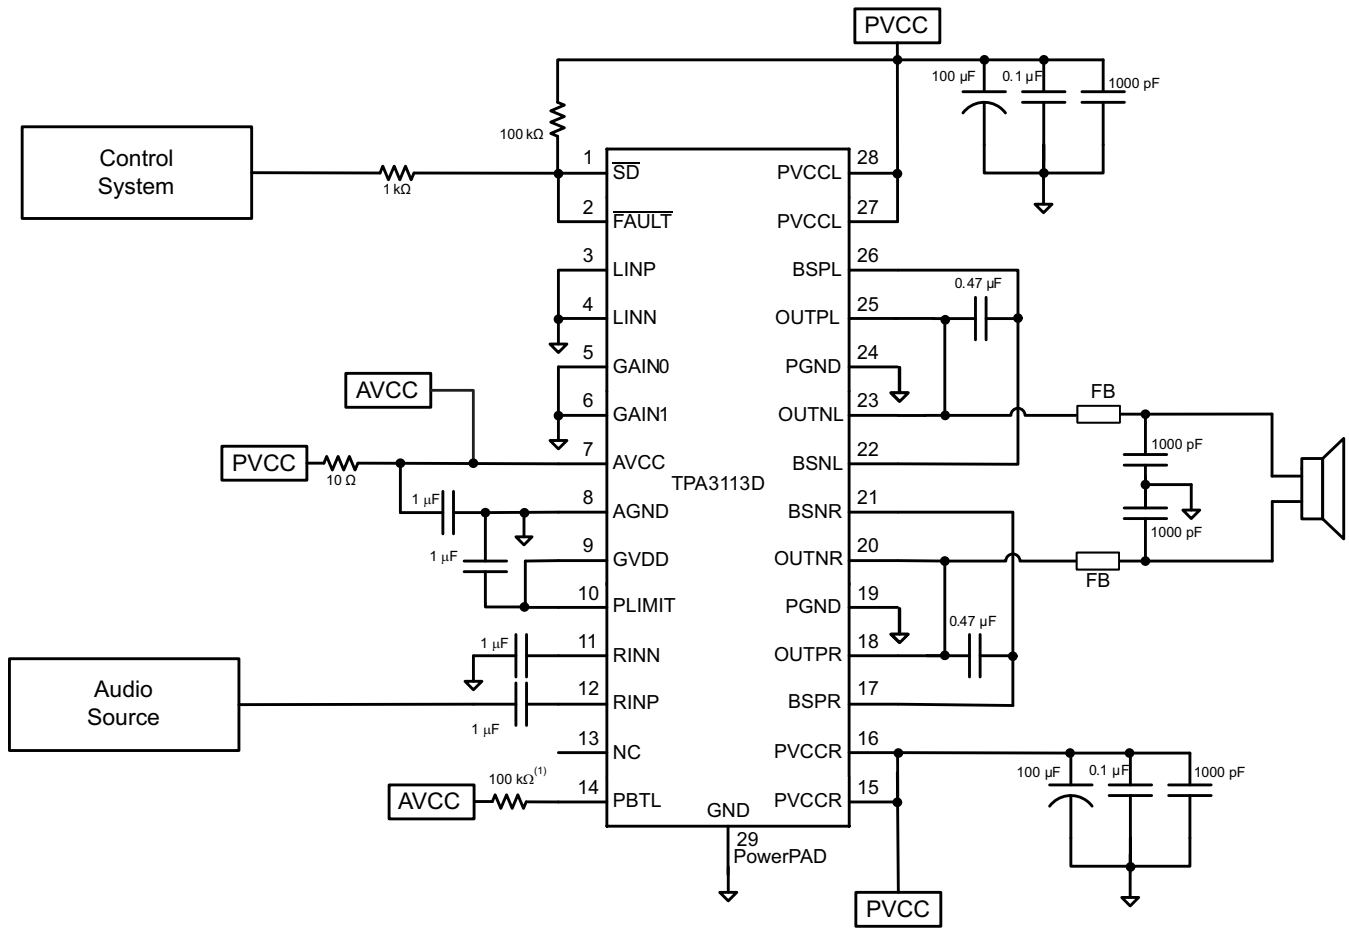 PVCC
100 µF
0.1 µF
1000 pF
100 kΩ
Control
System
1 kΩ
1
SD
28
PVCCL
2
FAULT
27
PVCCL
3
LINP
26
BSPL
0.47 µF
4
LINN
25
OUTPL
5
GAIN0
24
PGND
AVCC
6
GAIN1
23
OUTNL
FB
PVCC
10 Ω
7
AVCC
22
BSNL
1000 pF
TPA3113D
1 µF
8
AGND
21
BSNR
1000 pF
1 µF
9
GVDD
20
OUTNR
FB
10
PLIMIT
19
PGND
0.47 µF
1 µF
11
RINN
18
OUTPR
Audio
Source
12
RINP
17
BSPR
1 µF
13
NC
16
PVCCR
100 µF
0.1 µF
1000 pF
AVCC
100 kΩ(1)
14
PBTL
15
PVCCR
GND
29
PowerPAD
PVCC